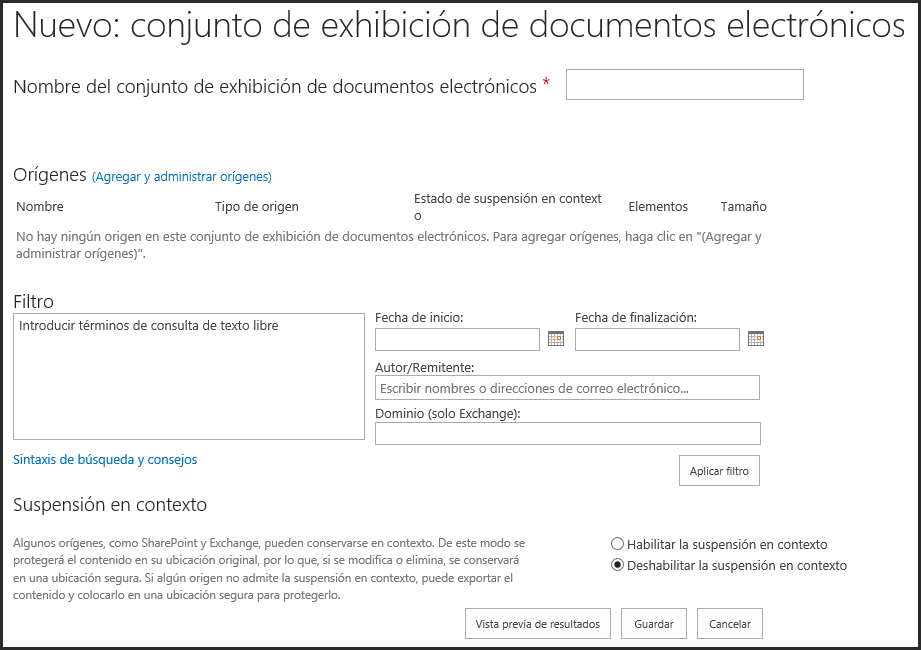 Nuevo: conjunto de exhibición de documentos electrónicos
Nombre del conjunto de exhibición de documentos electrónicos *
Orígenes (Agregar y administrar orígenes)
Nombre
Tipo de origen
Estado de suspensión en context
o
Elementos
Tamaño
No hay ningún origen en este conjunto de exhibición de documentos electrónicos. Para agregar orígenes, haga clic en "(Agregar y
administrar orígenes)".
Filtro
Introducir términos de consulta de texto libre
Fecha de inicio:
Fecha de finalización:
Autor/Remitente:
Escribir nombres o direcciones de correo electrónico...
Dominio (solo Exchange):
Sintaxis de búsqueda y consejos
Aplicar filtro
Suspensión en contexto
Algunos orígenes, como SharePoint y Exchange, pueden conservarse en contexto. De este modo se
protegerá el contenido en su ubicación original, por lo que, si se modifica o elimina, se conservará
en una ubicación segura. Si algún origen no admite la suspensión en contexto, puede exportar el
contenido y colocarlo en una ubicación segura para protegerlo.
Habilitar la suspensión en contexto
Deshabilitar la suspensión en contexto
Vista previa de resultados
Guardar
Cancelar